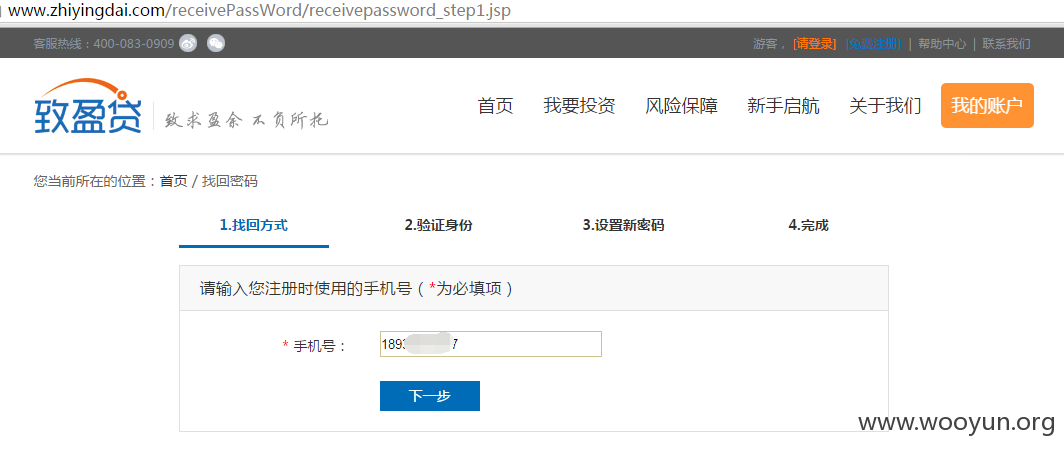 www.zhiyingdai.com/receivePassWord/receivepassword_step1.jsp
客服热线：400-083-0909 游客， [请登录] [免费注册] | 帮助中心 | 联系我们
致盈贷 致求盈余 不负所托 首页 我要投资 风险保障 新手启航 关于我们 我的账户
您当前所在的位置：首页 / 找回密码
1.找回方式 2.验证身份 3.设置新密码 4.完成
请输入您注册时使用的手机号（*为必填项）
* 手机号： 189 7
下一步
www.wooyun.org